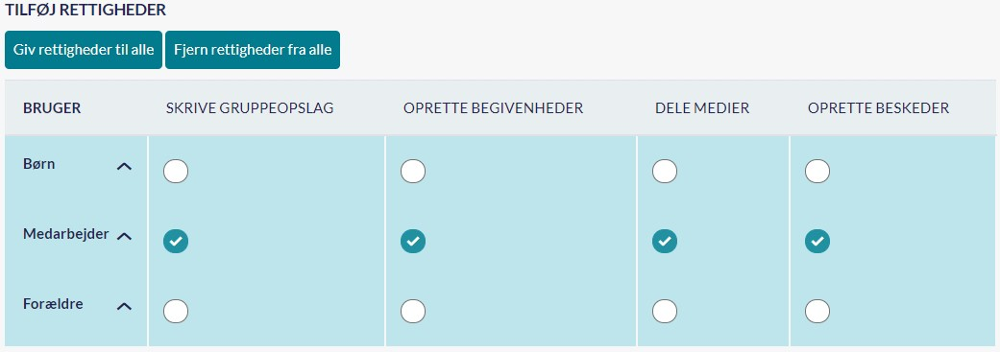 TILFØJ RETTIGHEDER
Giv rettigheder til alle Fjern rettigheder fra alle
BRUGER SKRIVE GRUPPEOPSLAG OPRETTE BEGIVENHEDER DELE MEDIER OPRETTE BESKEDER
Børn
Medarbejder
Forældre